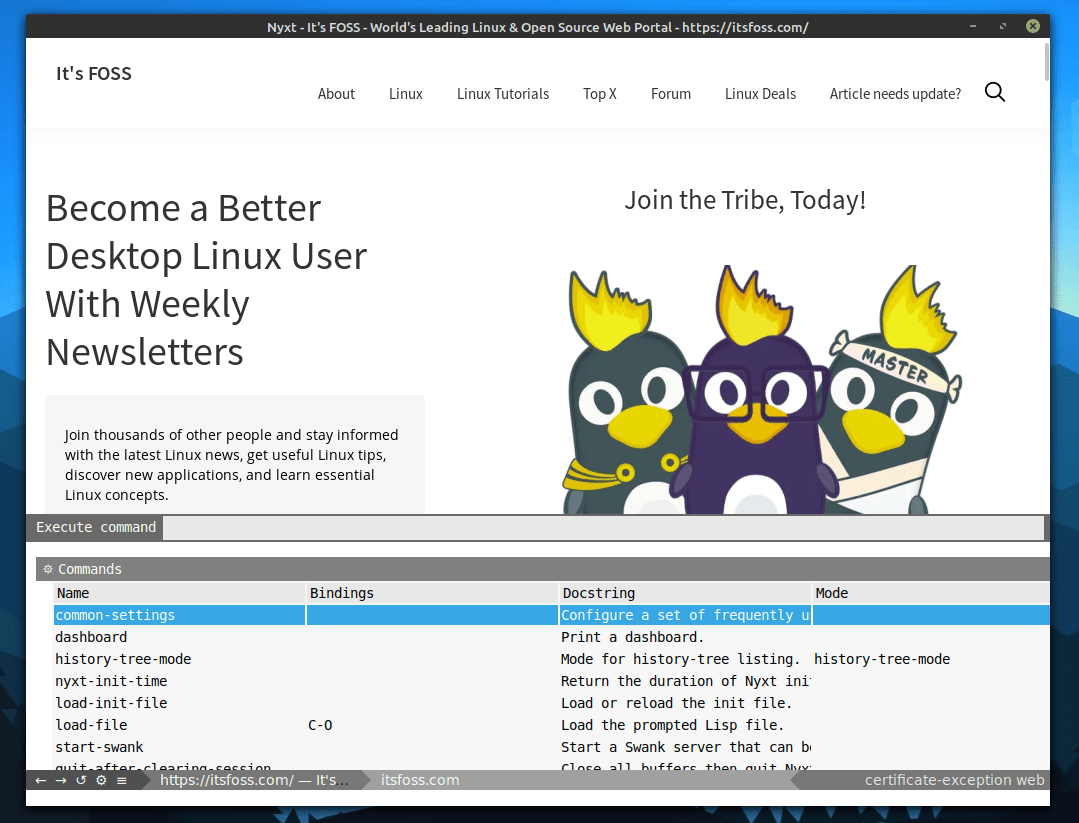 Nyxt - It's FOSS - World's Leading Linux & Open Source Web Portal - https://itsfoss.com/
It's FOSS
About Linux Linux Tutorials Top X Forum Linux Deals Article needs update?
Become a Better
Desktop Linux User
With Weekly
Newsletters
Join thousands of other people and stay informed
with the latest Linux news, get useful Linux tips,
discover new applications, and learn essential
Linux concepts.
Join the Tribe, Today!
MASTER
Execute command
Commands
Name Bindings Docstring Mode
common-settings Configure a set of frequently u
dashboard Print a dashboard.
history-tree-mode Mode for history-tree listing. history-tree-mode
nyxt-init-time Return the duration of Nyxt ini
load-init-file Load or reload the init file.
load-file C-O Load the prompted Lisp file.
start-swank Start a Swank server that can b
quit-after-clearing-session Close all buffers then quit Nyx
https://itsfoss.com/ — It's... itsfoss.com certificate-exception web